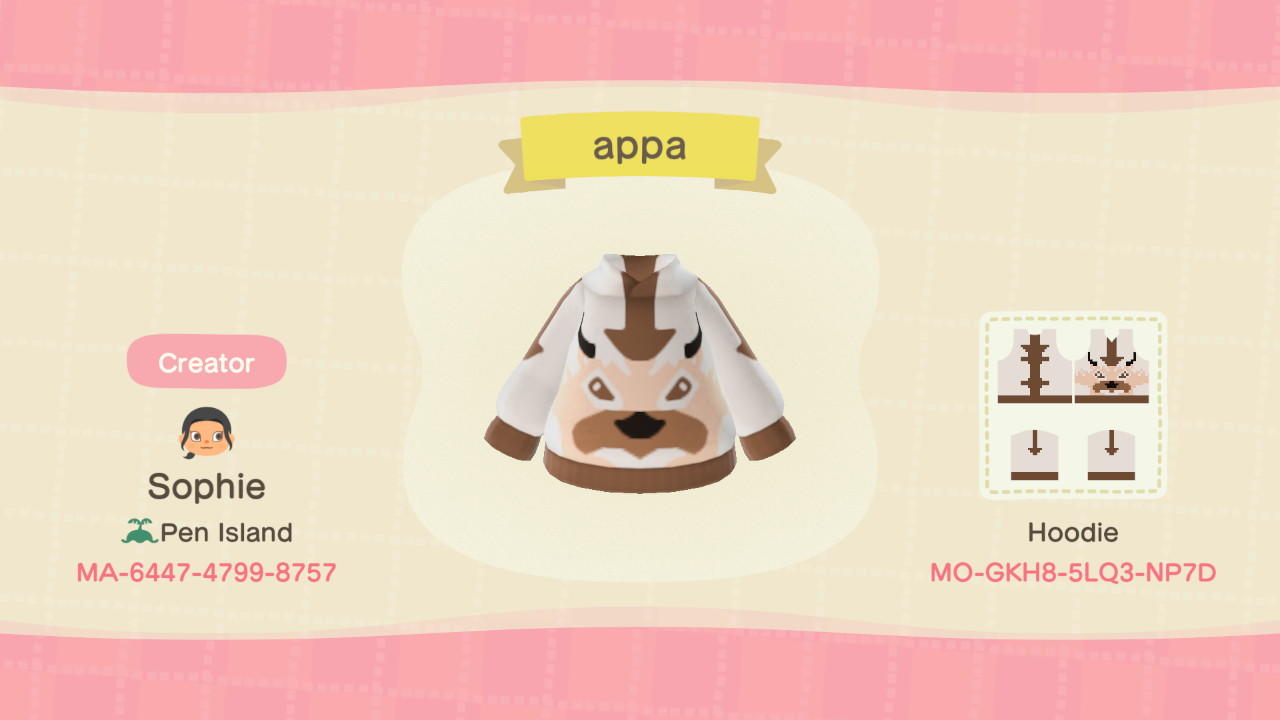 appa
Creator
Sophie
Pen Island
MA-6447-4799-8757
Hoodie
MO-GKH8-5LQ3-NP7D